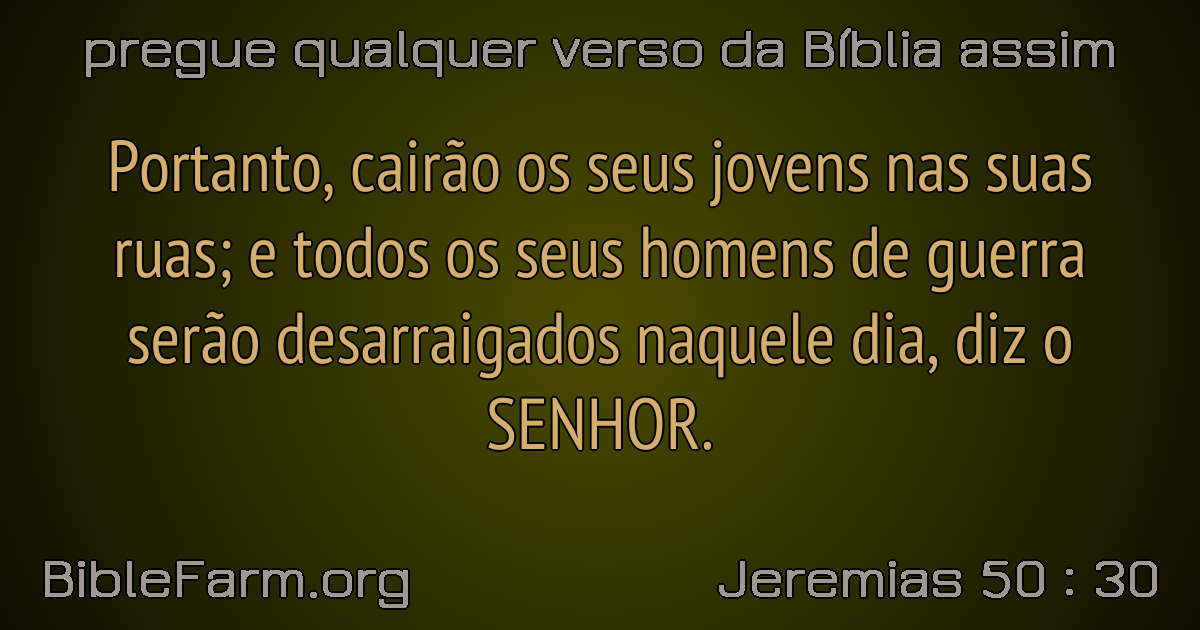 pregue qualquer verso da Bíblia assim
Portanto, cairão os seus jovens nas suas
ruas; e todos os seus homens de guerra
serão desarraigados naquele dia, diz o
SENHOR.
BibleFarm.org
Jeremias 50 : 30